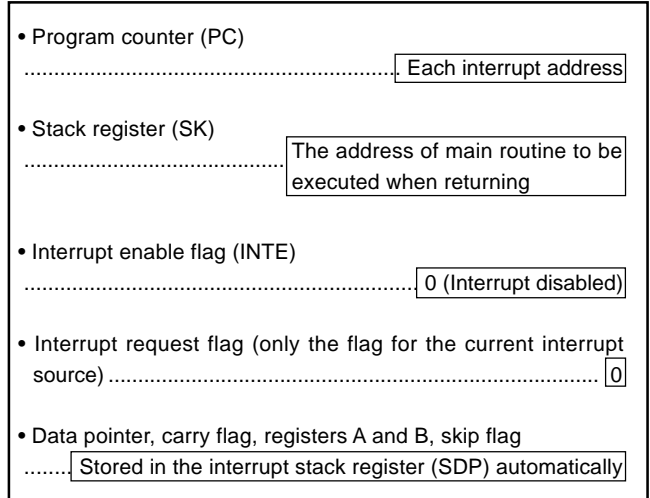 • Program counter (PC)
............................................................. Each interrupt address
• Stack register (SK)
.......................................... The address of main routine to be
executed when returning
• Interrupt enable flag (INTE)
................................................................ 0 (Interrupt disabled)
• Interrupt request flag (only the flag for the current interrupt
source) ................................................................................ 0
• Data pointer, carry flag, registers A and B, skip flag
........ Stored in the interrupt stack register (SDP) automatically